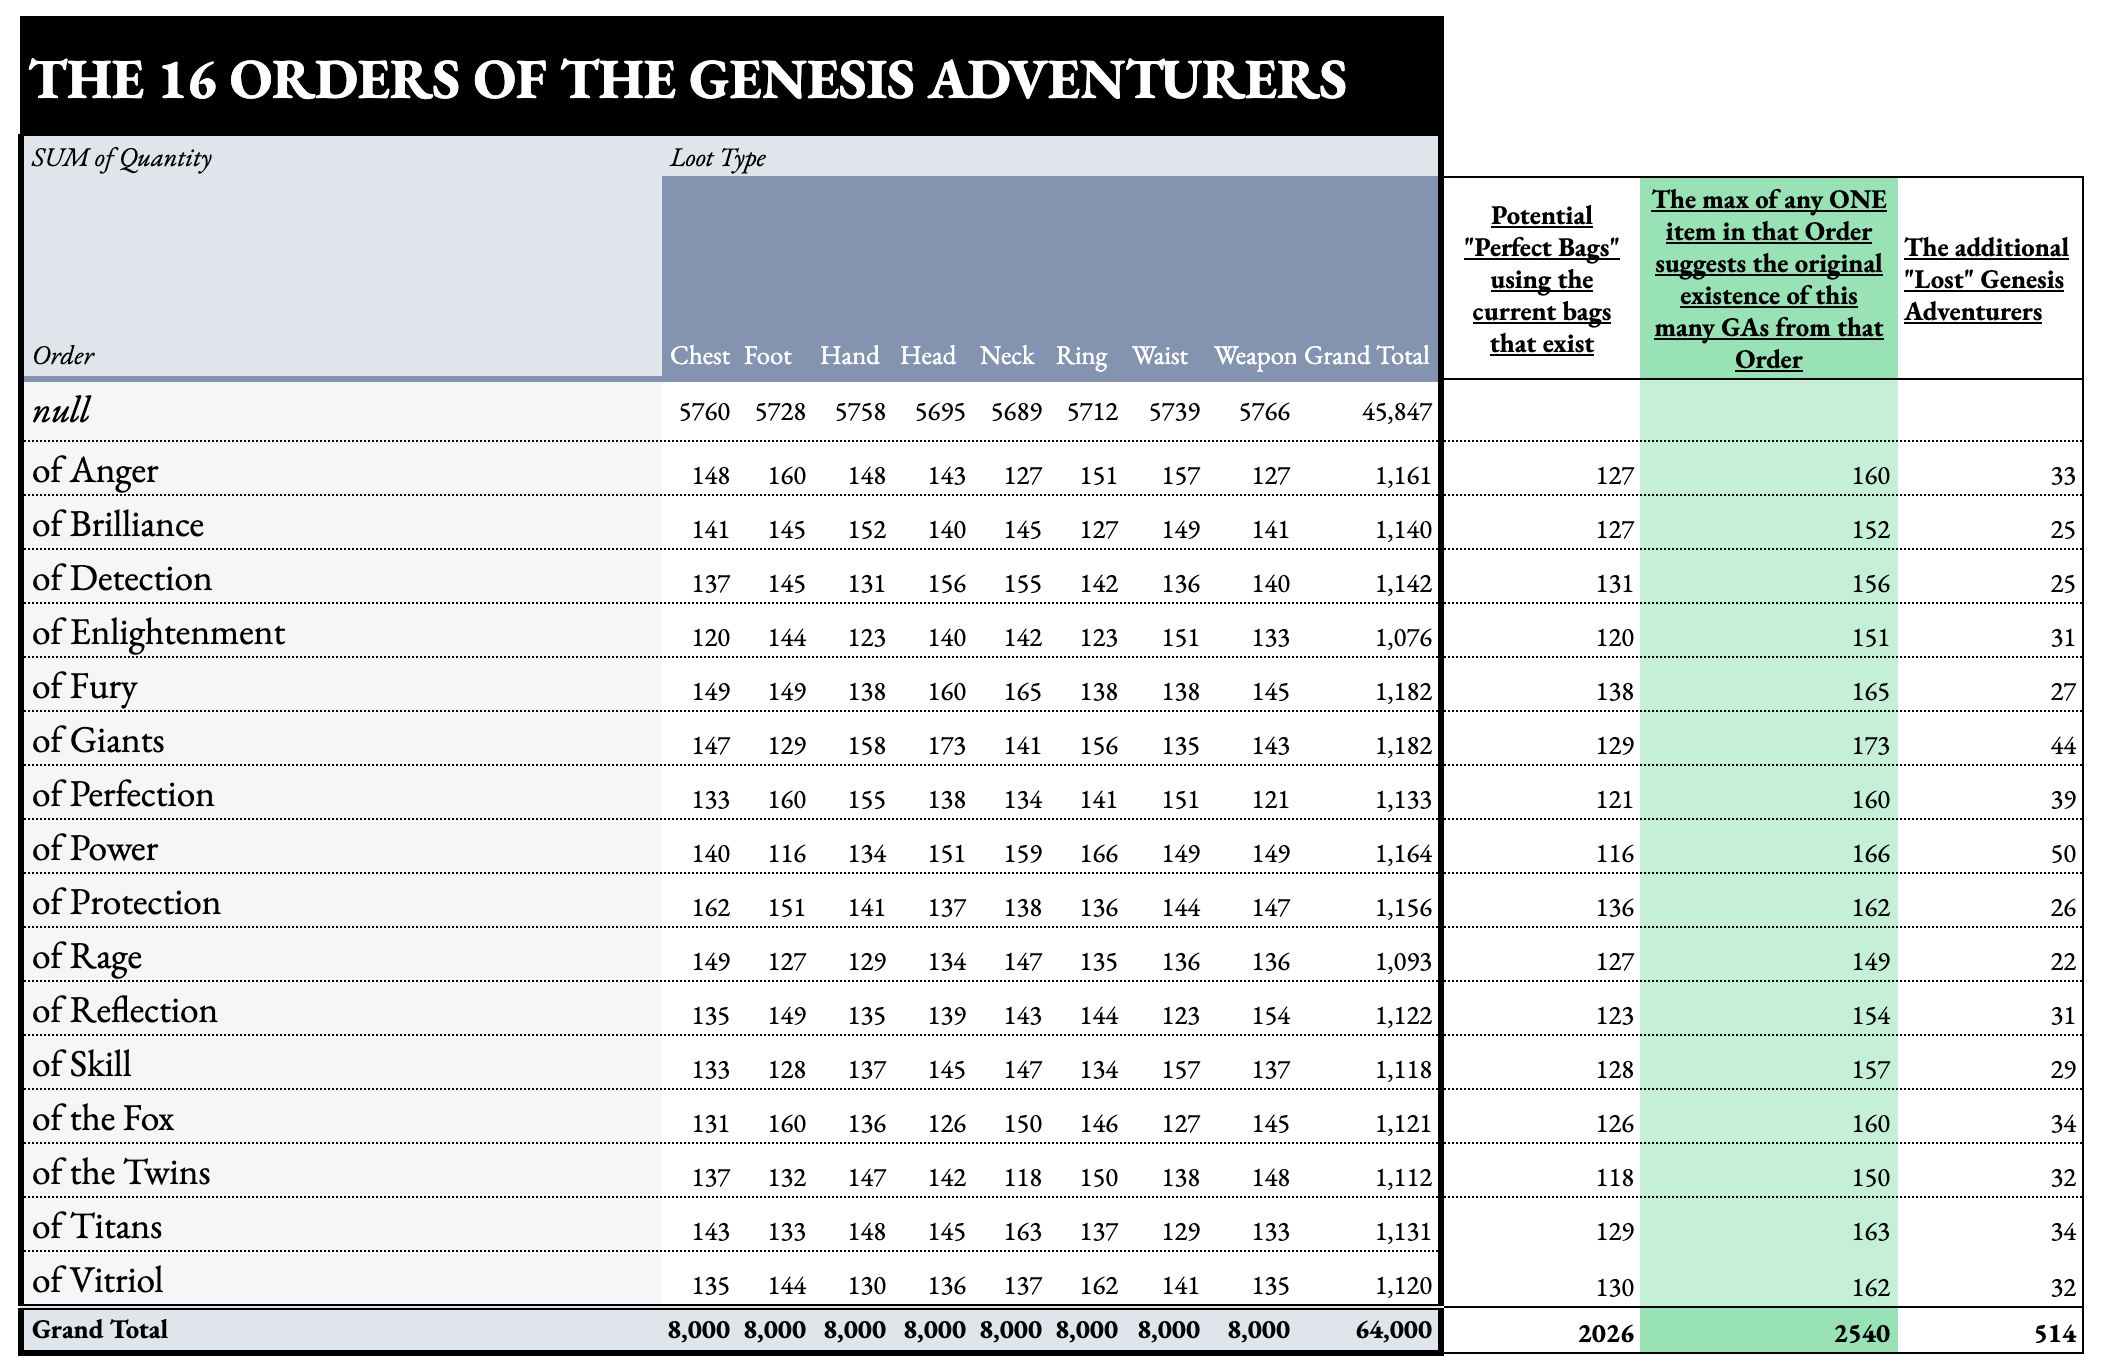 THE 16 ORDERS OF THE GENESIS ADVENTURERS
SUM of Quantity Loot Type
Potential "Perfect Bags" using the current bags that exist
The max of any ONE item in that Order suggests the original existence of this many GAs from that Order
The additional "Lost" Genesis Adventurers
Order Chest Foot Hand Head Neck Ring Waist Weapon Grand Total
null 5760 5728 5758 5695 5689 5712 5739 5766 45,847
of Anger 148 160 148 143 127 151 157 127 1,161 127 160 33
of Brilliance 141 145 152 140 145 127 149 141 1,140 127 152 25
of Detection 137 145 131 156 155 142 136 140 1,142 131 156 25
of Enlightenment 120 144 123 140 142 123 151 133 1,076 120 151 31
of Fury 149 149 138 160 165 138 138 145 1,182 138 165 27
of Giants 147 129 158 173 141 156 135 143 1,182 129 173 44
of Perfection 133 160 155 138 134 141 151 121 1,133 121 160 39
of Power 140 116 134 151 159 166 149 149 1,164 116 166 50
of Protection 162 151 141 137 138 136 144 147 1,156 136 162 26
of Rage 149 127 129 134 147 135 136 136 1,093 127 149 22
of Reflection 135 149 135 139 143 144 123 154 1,122 123 154 31
of Skill 133 128 137 145 147 134 157 137 1,118 128 157 29
of the Fox 131 160 136 126 150 146 127 145 1,121 126 160 34
of the Twins 137 132 147 142 118 150 138 148 1,112 118 150 32
of Titans 143 133 148 145 163 137 129 133 1,131 129 163 34
of Vitriol 135 144 130 136 137 162 141 135 1,120 130 162 32
Grand Total 8,000 8,000 8,000 8,000 8,000 8,000 8,000 8,000 64,000 2026 2540 514